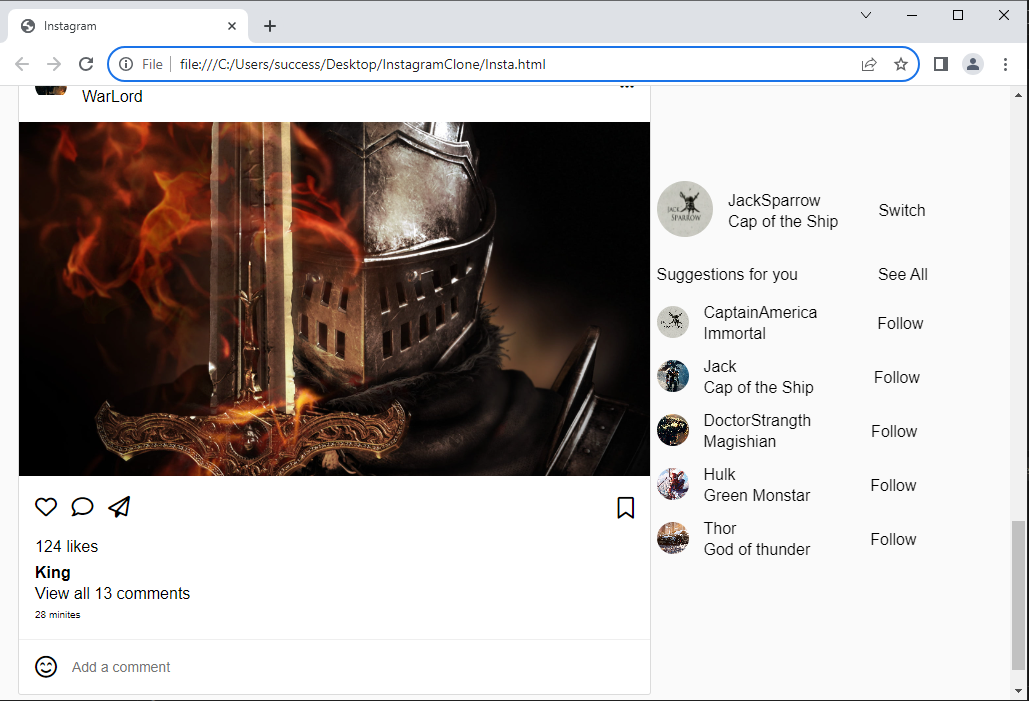 Instagram
File
file:///C:/Users/success/Desktop/InstagramClone/Insta.html
WarLord
JACK
SPARROW
JackSparrow
Cap of the Ship
Switch
Suggestions for you
See All
CaptainAmerica
Immortal
Follow
Jack
Cap of the Ship
Follow
DoctorStrangth
Magishian
Follow
Hulk
Green Monstar
Follow
Thor
God of thunder
Follow
124 likes
King
View all 13 comments
28 minites
Add a comment